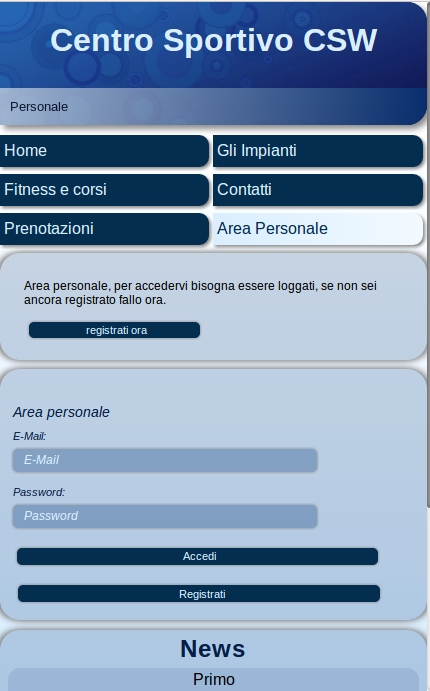 Centro Sportivo CSW
Personale
Home
Gli Impianti
Fitness e corsi
Contatti
Prenotazioni
Area Personale
Area personale, per accedervi bisogna essere loggati, se non sei
ancora registrato fallo ora.
registrati ora
Area personale
E-Mail:
E-Mail
Password:
Password
Accedi
Registrati
News
Primo